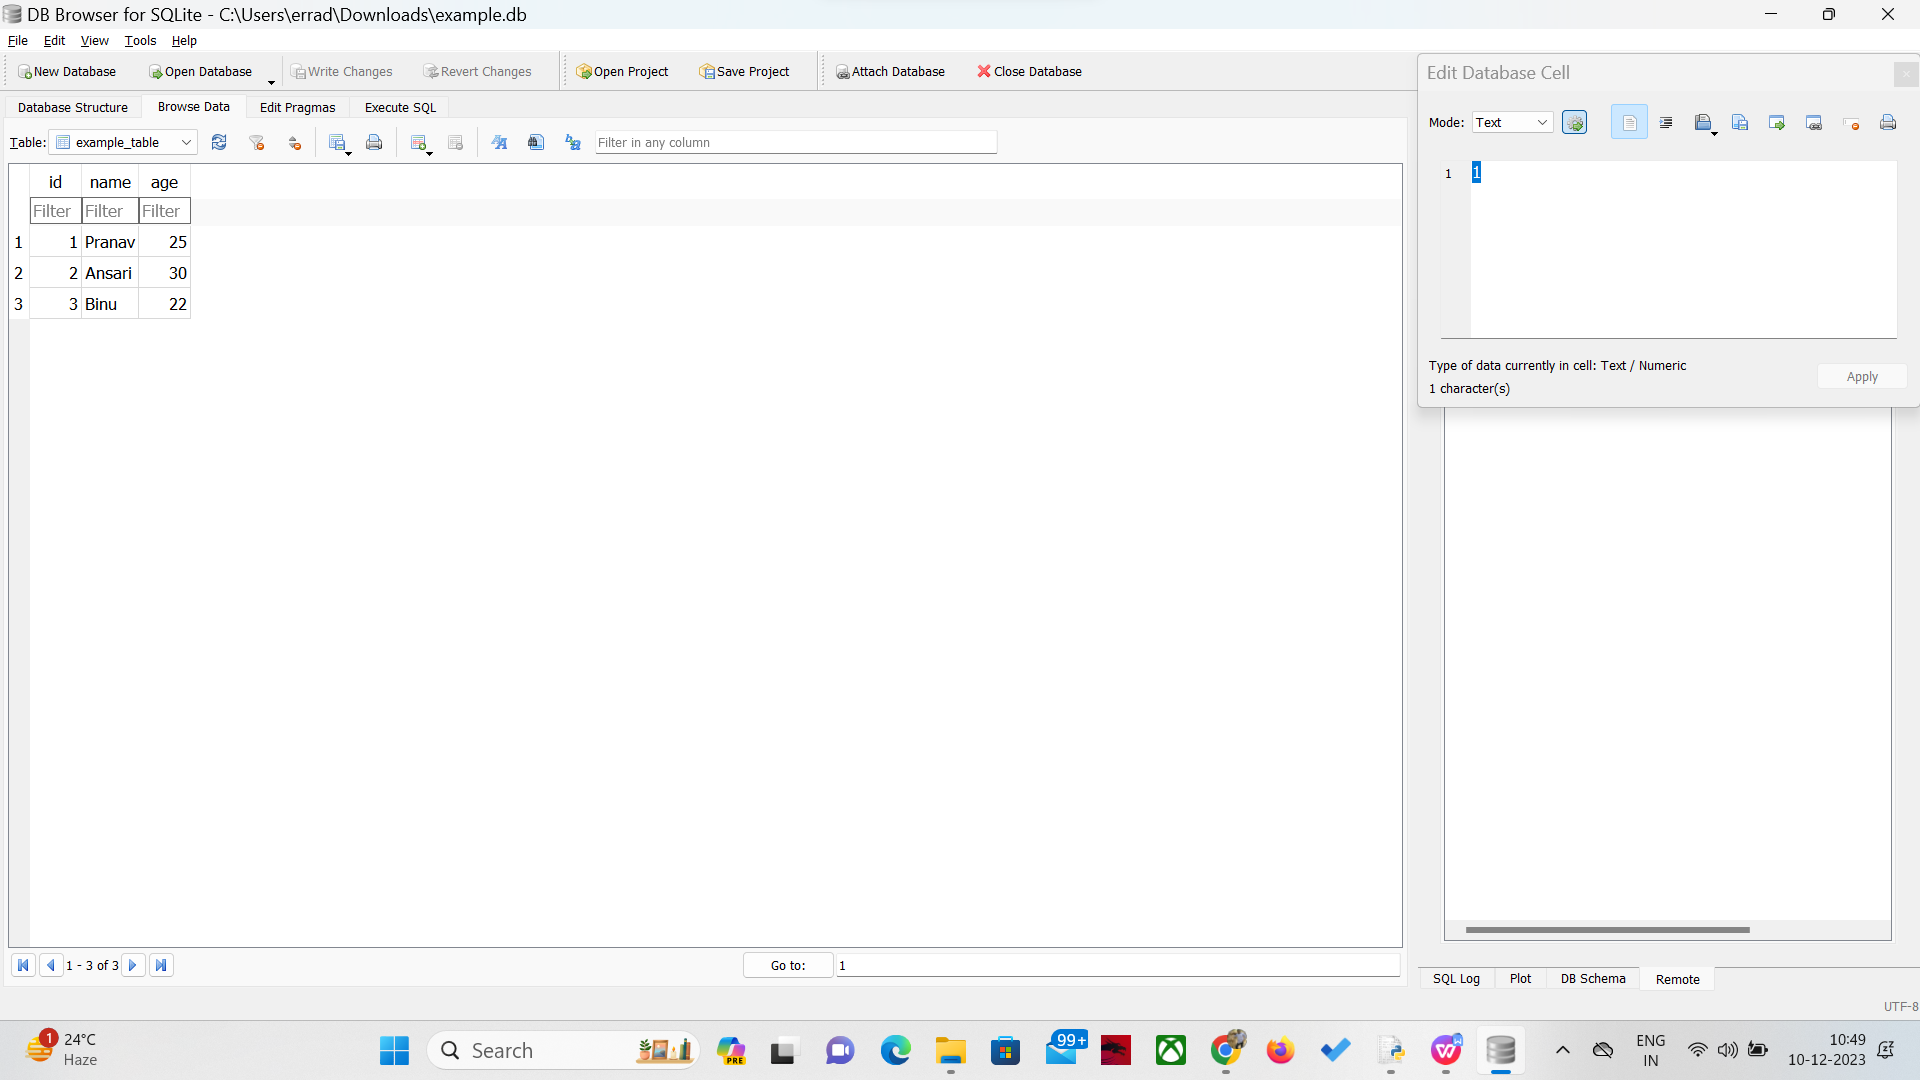 DB Browser for SQLite - C:\Users\errad\Downloads\example.db
File Edit View Tools Help
New Database Open Database Write Changes Revert Changes Open Project Save Project Attach Database Close Database
Database Structure Browse Data Edit Pragmas Execute SQL
Table: example_table Filter in any column
id name age
Filter Filter Filter
1 1 Pranav 25
2 2 Ansari 30
3 3 Binu 22
1 - 3 of 3 Go to: 1
Edit Database Cell
Mode: Text
1 1
Type of data currently in cell: Text / Numeric
1 character(s)
Apply
SQL Log Plot DB Schema Remote
UTF-8
1 24°C
Haze
Search
PRE
99+
ENG
IN
10:49
10-12-2023